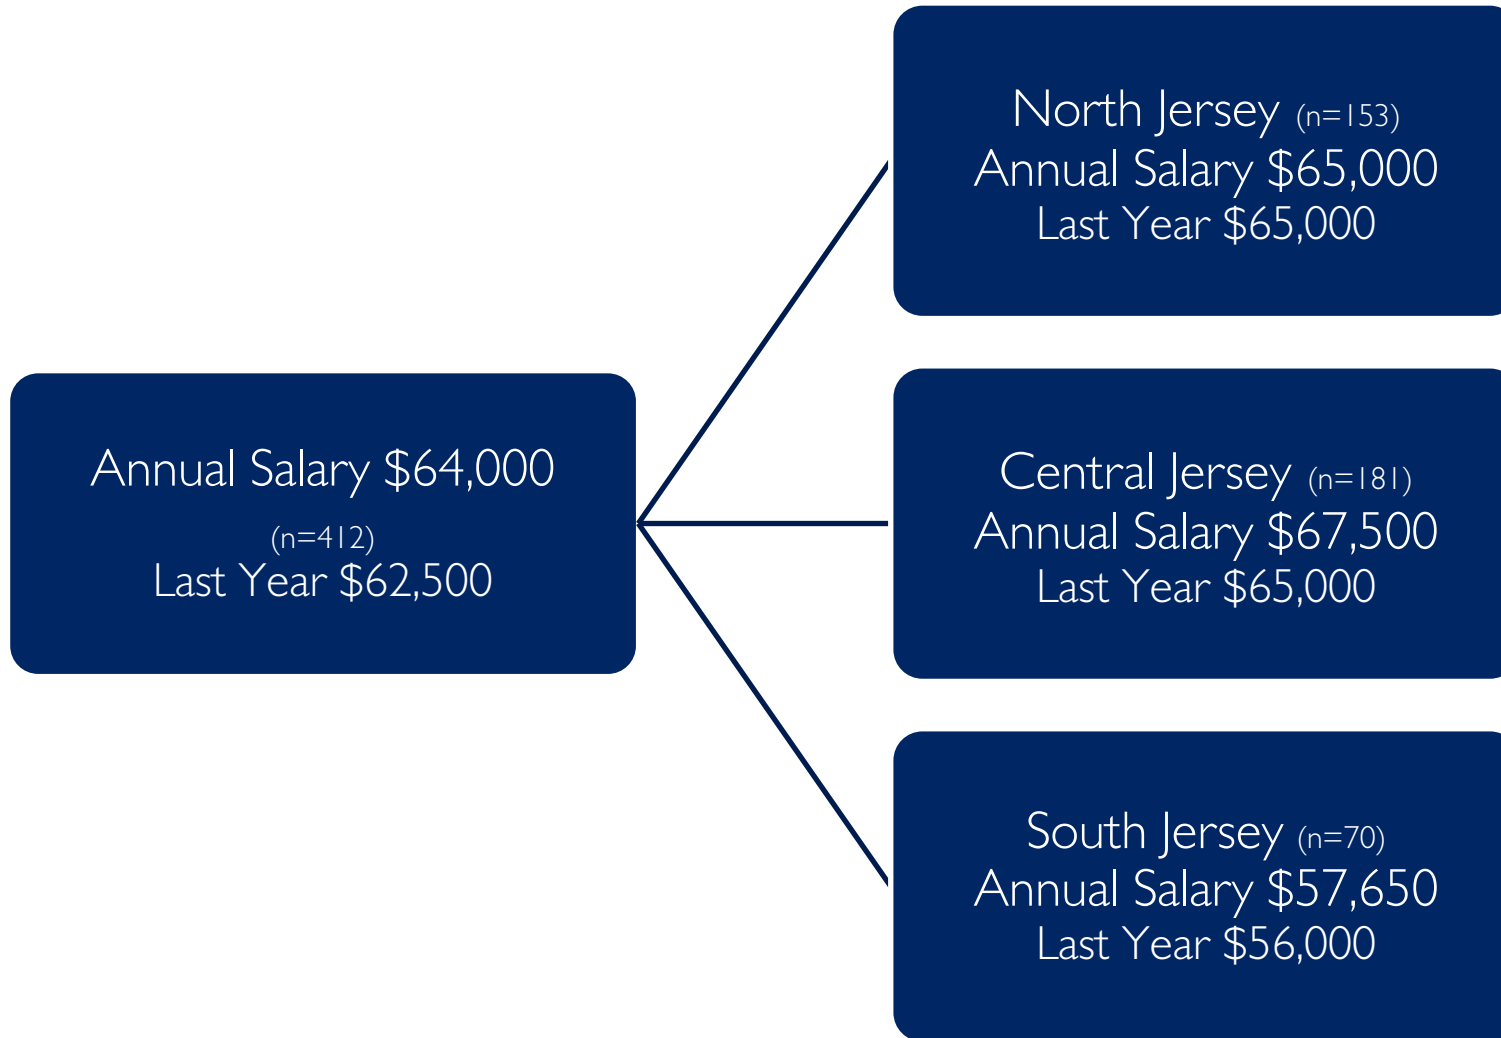 Annual Salary $64,000
(n=412)
Last Year $62,500
North Jersey (n=153)
Annual Salary $65,000
Last Year $65,000
Central Jersey (n=181)
Annual Salary $67,500
Last Year $65,000
South Jersey (n=70)
Annual Salary $57,650
Last Year $56,000